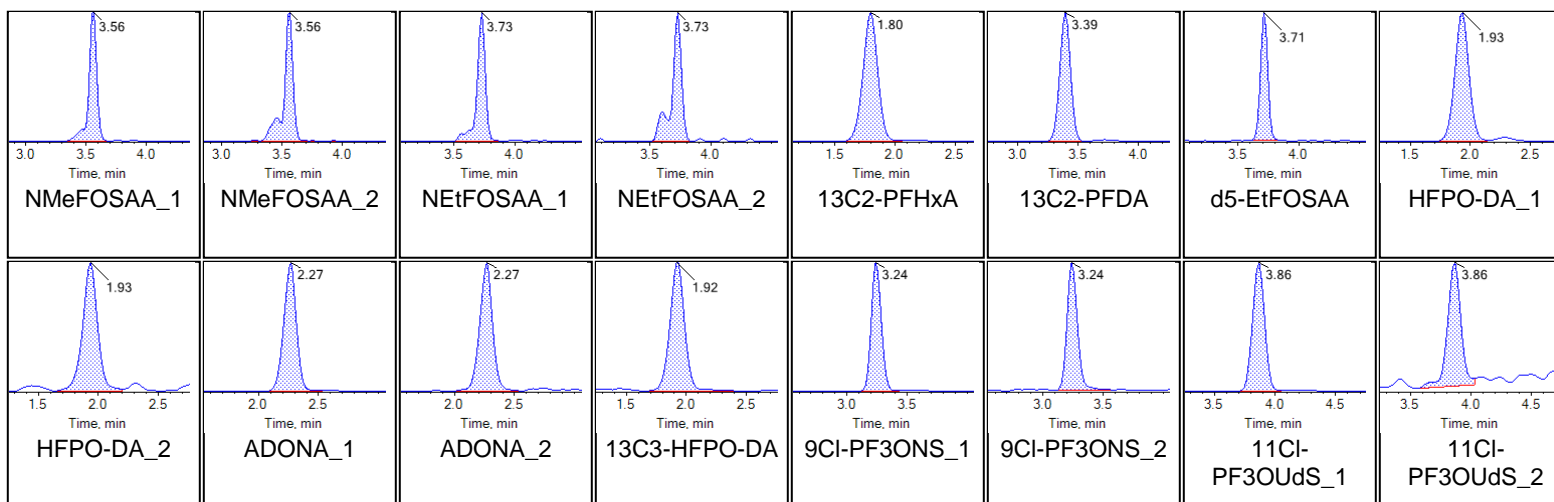 3.56 3.56 3.73 3.73 1.80 3.39 3.71 1.93
3.0 3.5 4.0 3.0 3.5 4.0 3.5 4.0 3.5 4.0 2.0 2.5 3.0 3.5 4.0 3.5 4.0 1.5 2.0 2.5
Time, min Time, min Time, min Time, min Time, min Time, min Time, min Time, min
NMeFOSAA_1 NMeFOSAA_2 NEtFOSAA_1 NEtFOSAA_2 13C2-PFHxA 13C2-PFDA d5-EtFOSAA HFPO-DA_1
1.93 2.27 2.27 1.92 3.24 3.24 3.86 3.86
1.5 2.0 2.5 2.0 2.5 2.0 2.5 1.5 2.0 2.5 3.0 3.5 3.0 3.5 3.5 4.0 4.5 3.5 4.0 4.5
Time, min Time, min Time, min Time, min Time, min Time, min Time, min Time, min
HFPO-DA_2 ADONA_1 ADONA_2 13C3-HFPO-DA 9Cl-PF3ONS_1 9Cl-PF3ONS_2 11Cl- 11Cl-
PF3OUdS_1 PF3OUdS_2